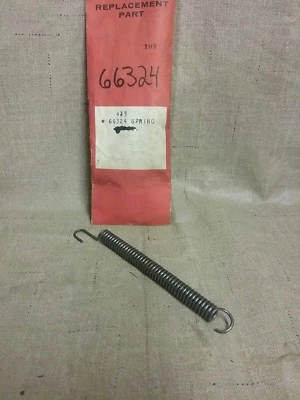 REPLACEMENT
PART
66324
* 66324 SPRING